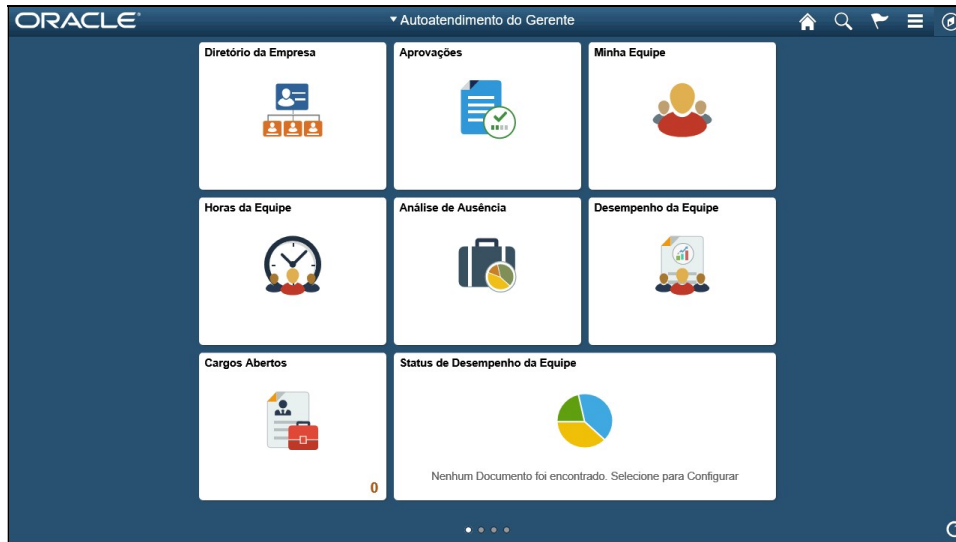 ORACLE
Autoatendimento do Gerente
Diretório da Empresa
Aprovações
Minha Equipe
Horas da Equipe
Análise de Ausência
Desempenho da Equipe
Cargos Abertos
0
Status de Desempenho da Equipe
Nenhum Documento foi encontrado. Selecione para Configurar